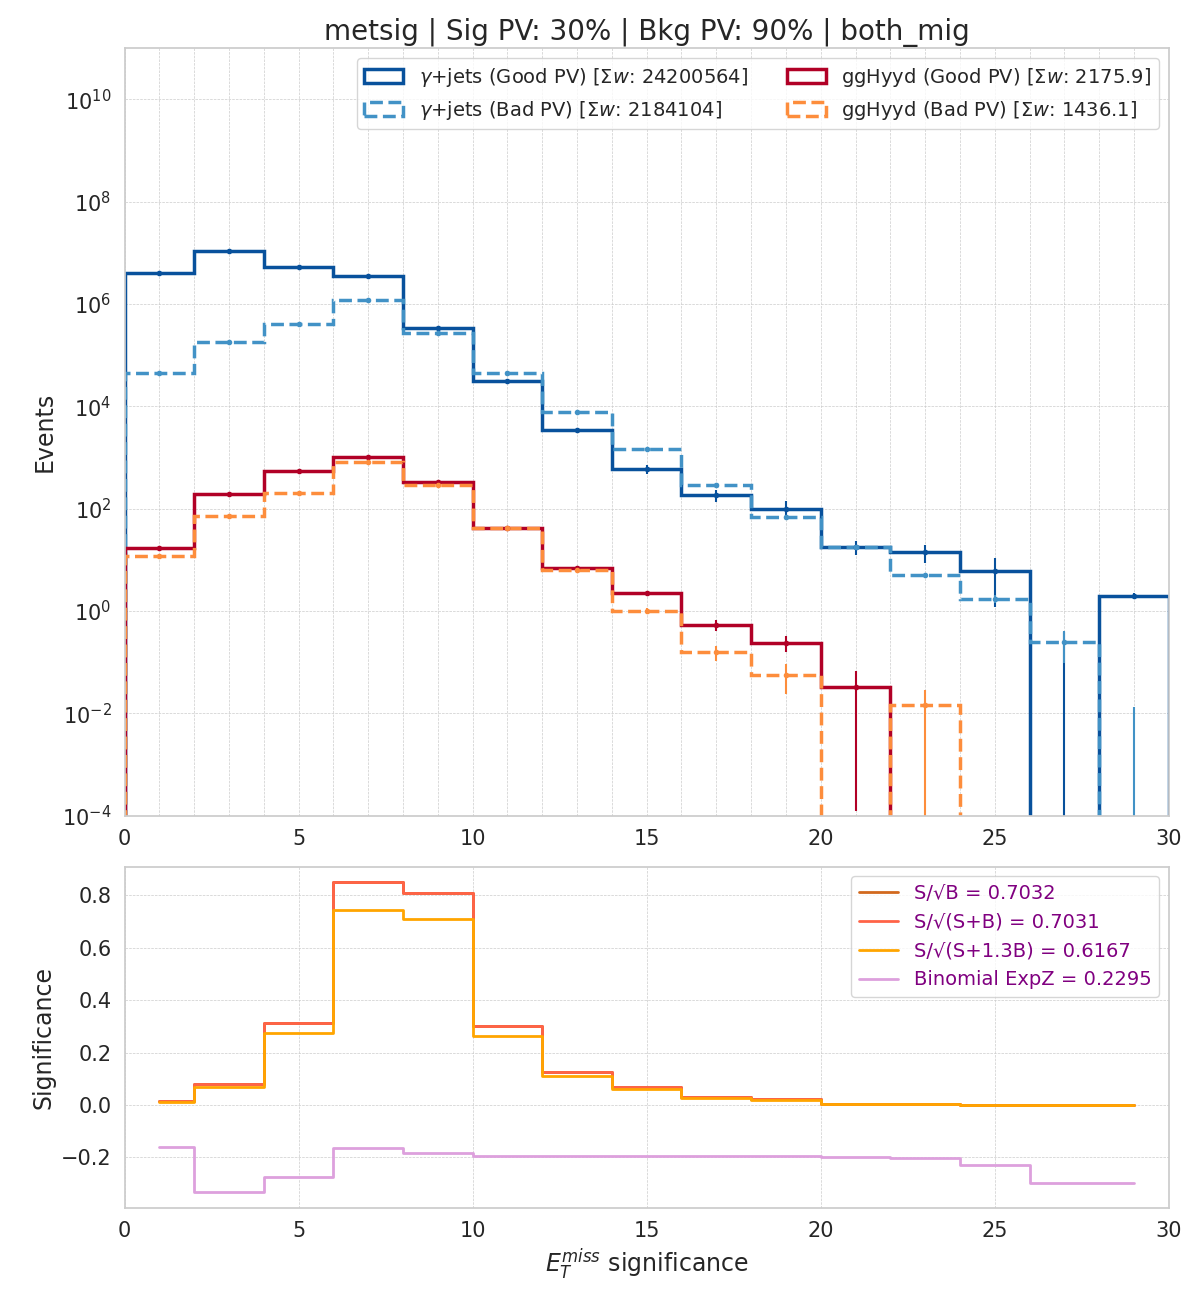 metsig | Sig PV: 30% | Bkg PV: 90% | both_mig
γ+jets (Good PV) [Σw: 24200564]
γ+jets (Bad PV) [Σw: 2184104]
ggHyyd (Good PV) [Σw: 2175.9]
ggHyyd (Bad PV) [Σw: 1436.1]
Events
10^10
10^8
10^6
10^4
10^2
10^0
10^−2
10^−4
0 5 10 15 20 25 30
Significance
0.8
0.6
0.4
0.2
0.0
−0.2
S/√B = 0.7032
S/√(S+B) = 0.7031
S/√(S+1.3B) = 0.6167
Binomial ExpZ = 0.2295
0 5 10 15 20 25 30
E_T^miss significance